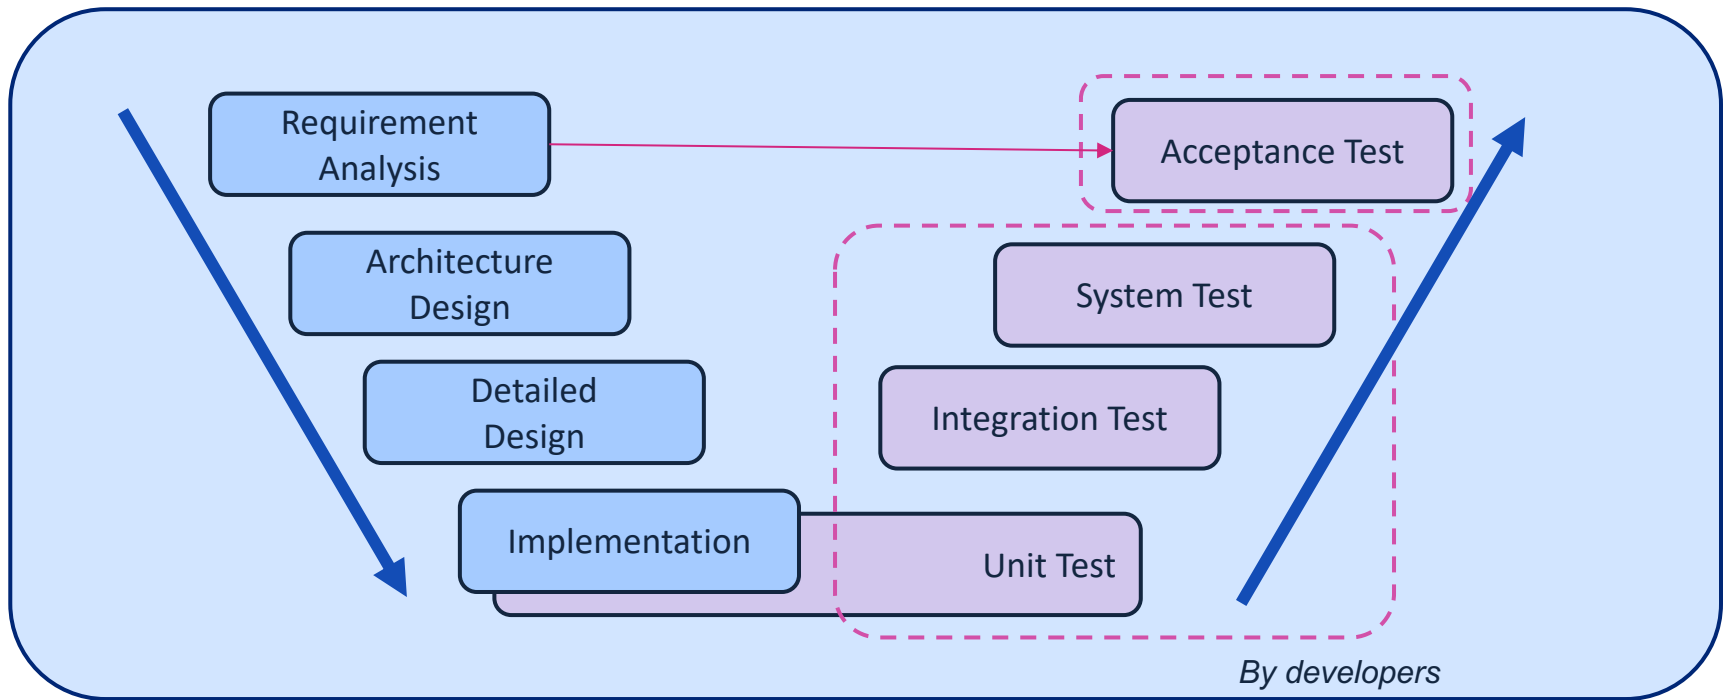 Requirement
Analysis
Acceptance Test
Architecture
Design
System Test
Detailed
Design
Integration Test
Implementation
Unit Test
By developers